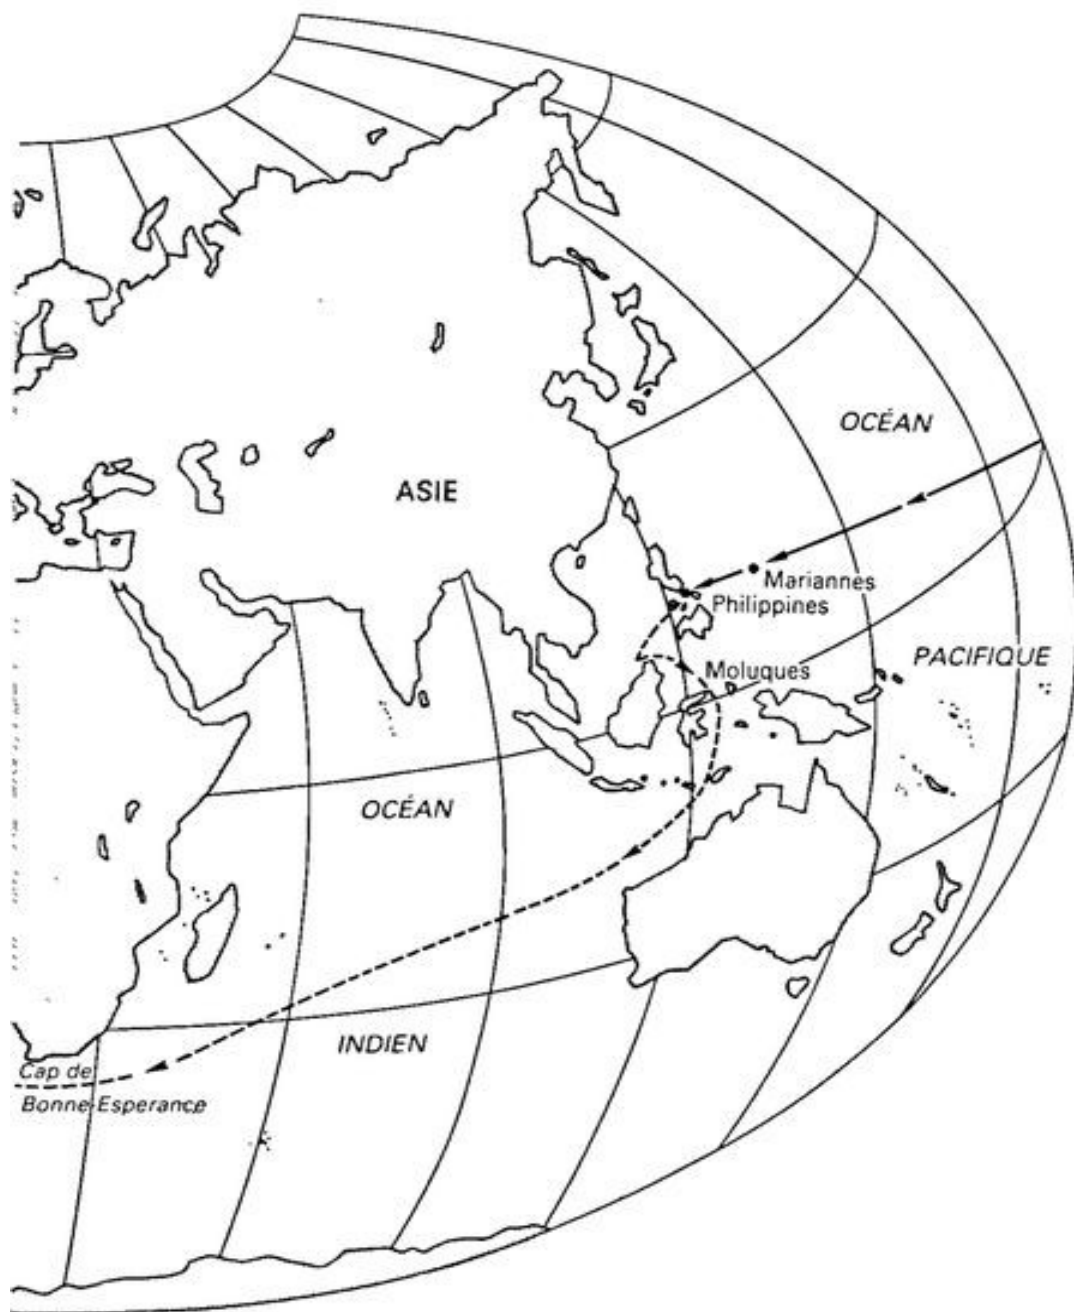 OCÉAN
ASIE
Mariannes
Philippines
PACIFIQUE
Moluques
OCÉAN
INDIEN
Cap de
Bonne-Esperance